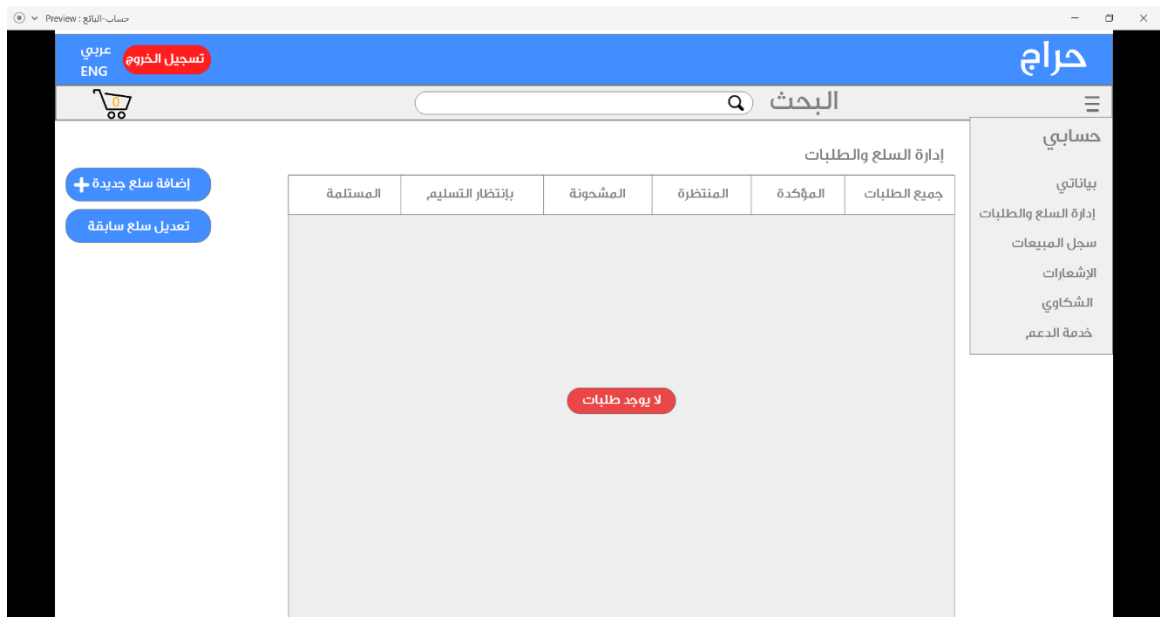 حساب-البائع : Preview
حراج
تسجيل الخروج
عربي
ENG
البحث
0
حسابي
بياناتي
إدارة السلع والطلبات
سجل المبيعات
الإشعارات
الشكاوي
خدمة الدعم
إدارة السلع والطلبات
جميع الطلبات
المؤكدة
المنتظرة
المشحونة
بإنتظار التسليم
المستلمة
إضافة سلع جديدة
تعديل سلع سابقة
لا يوجد طلبات